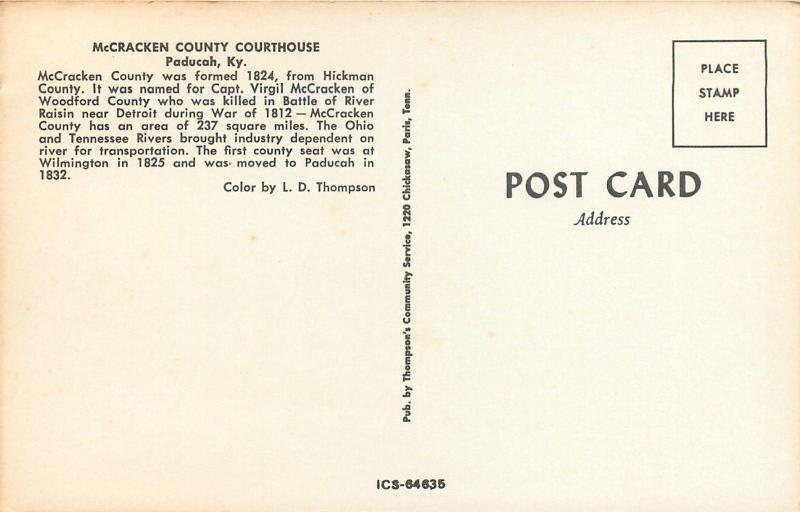 McCRACKEN COUNTY COURTHOUSE
Paducah, Ky.
McCracken County was formed 1824, from Hickman
County. It was named for Capt. Virgil McCracken of
Woodford County who was killed in Battle of River
Raisin near Detroit during War of 1812 — McCracken
County has an area of 237 square miles. The Ohio
and Tennessee Rivers brought industry dependent on
river for transportation. The first county seat was at
Wilmington in 1825 and was moved to Paducah in
1832.
Color by L. D. Thompson
Pub. by Thompson's Community Service, 1220 Chickasaw, Paris, Tenn.
PLACE
STAMP
HERE
POST CARD
Address
ICS-64635